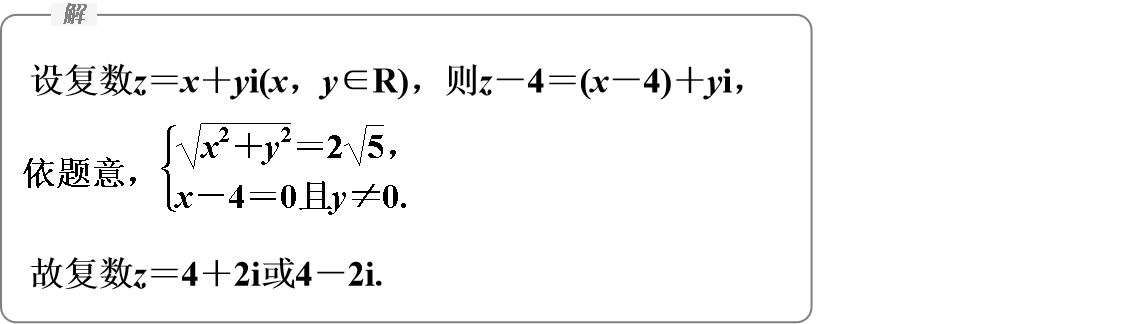 解
设复数z=x+yi(x，y∈R)，则z-4=(x-4)+yi，
依题意，{√(x²+y²)=2√5，
x-4=0且y≠0.
故复数z=4+2i或4-2i.